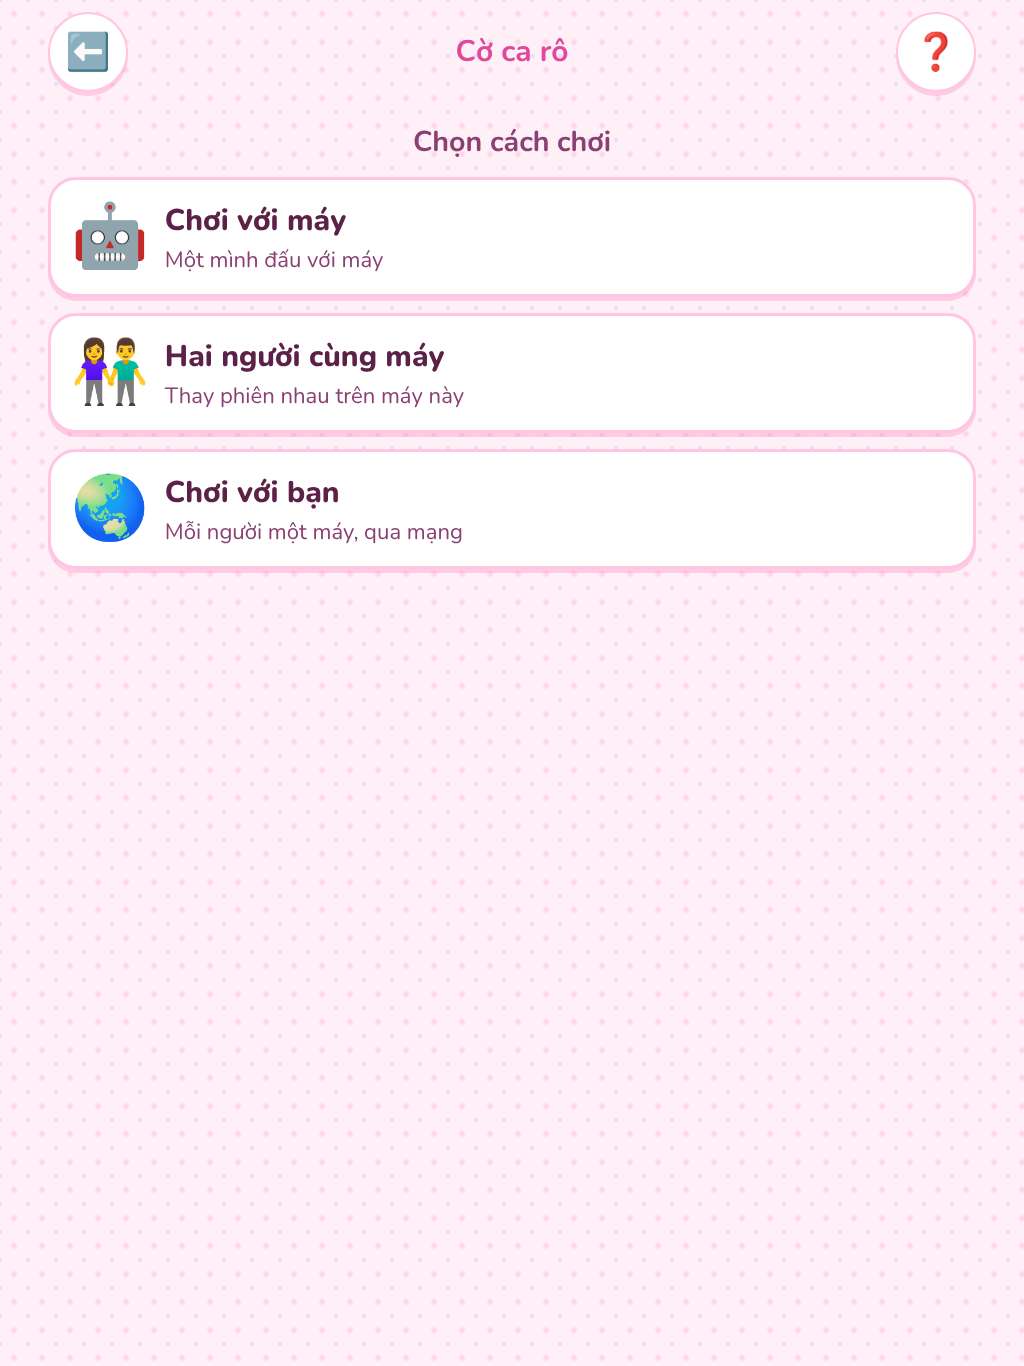 Cờ ca rô
Chọn cách chơi
Chơi với máy
Một mình đấu với máy
Hai người cùng máy
Thay phiên nhau trên máy này
Chơi với bạn
Mỗi người một máy, qua mạng